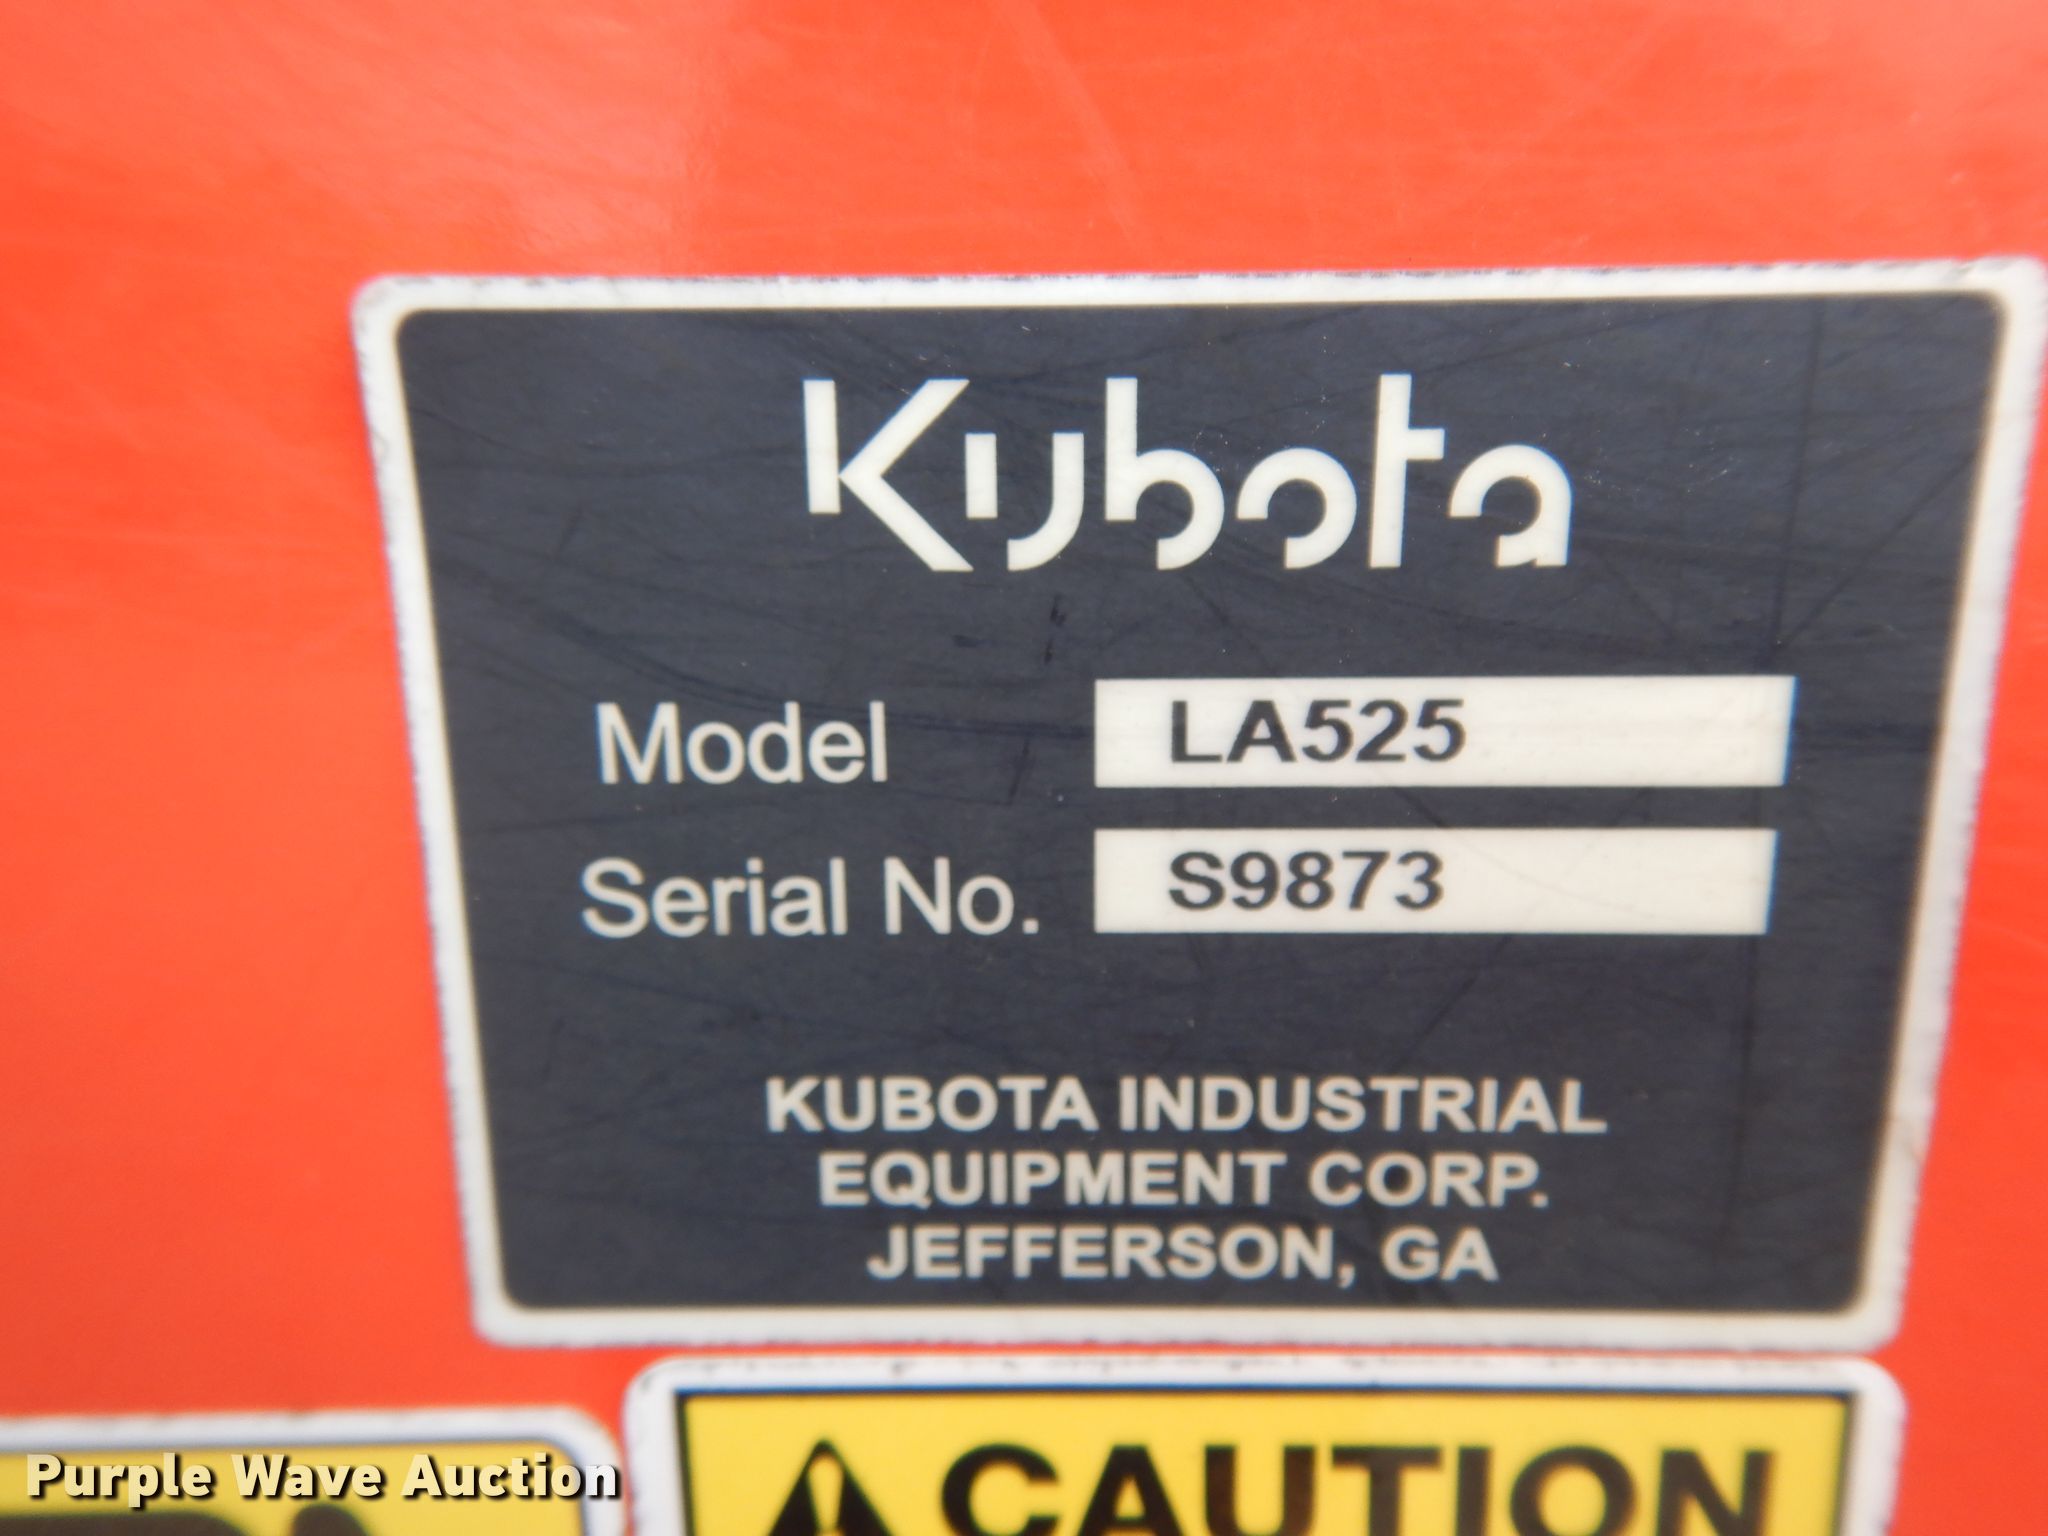 Kubota
Model LA525
Serial No. S9873
KUBOTA INDUSTRIAL
EQUIPMENT CORP.
JEFFERSON, GA
CAUTION
Purple Wave Auction